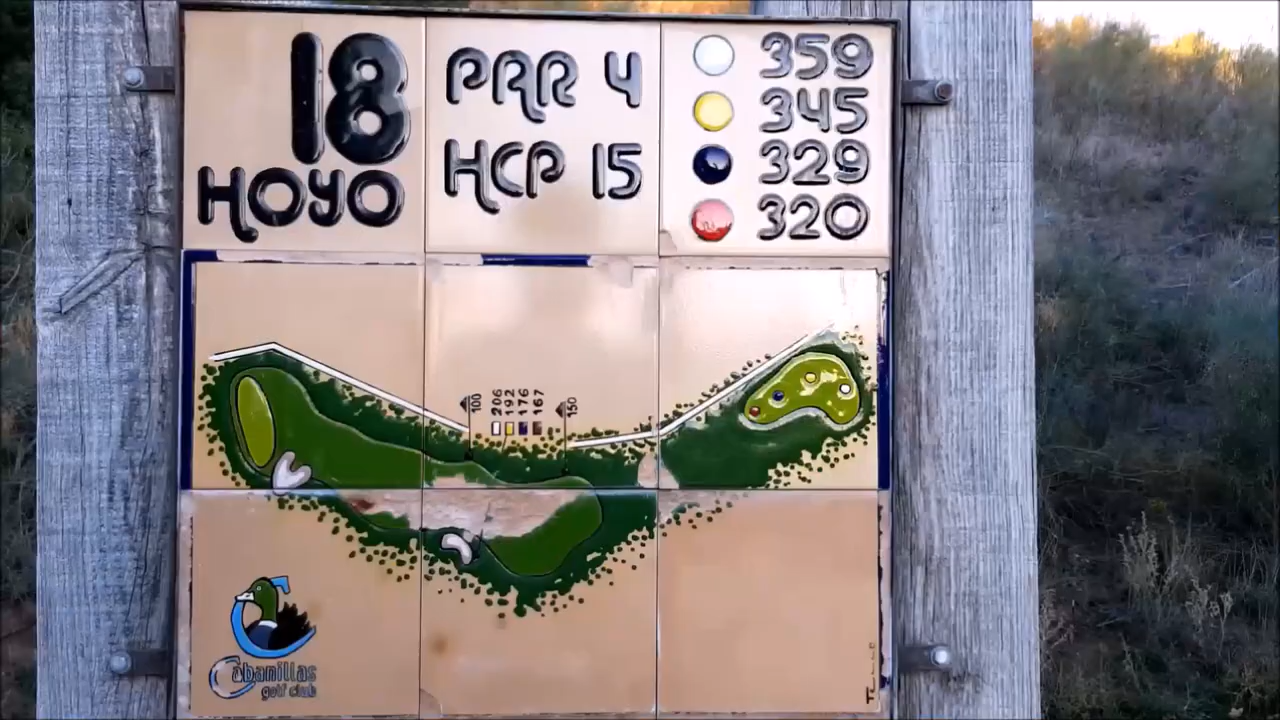 18
HOYO
PAR 4
HCP 15
359
345
329
320
100
206
192
176
167
150
Cabanillas
golf club